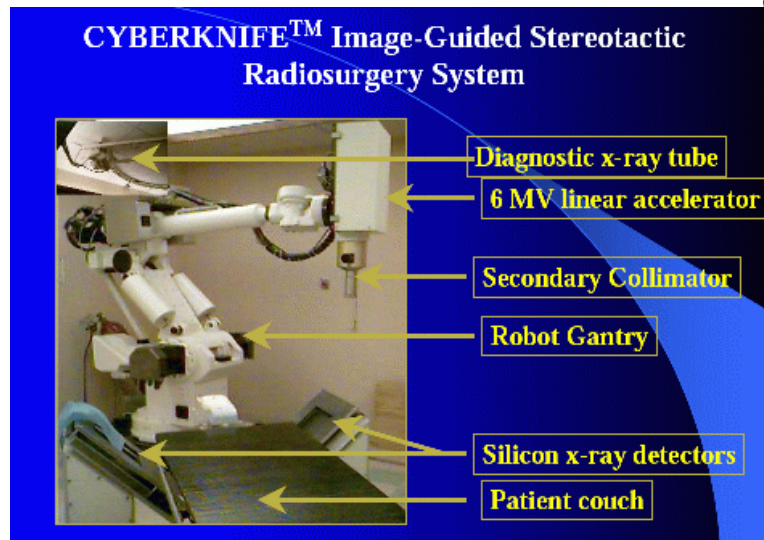 CYBERKNIFE™ Image-Guided Stereotactic
Radiosurgery System
Diagnostic x-ray tube
6 MV linear accelerator
Secondary Collimator
Robot Gantry
Silicon x-ray detectors
Patient couch